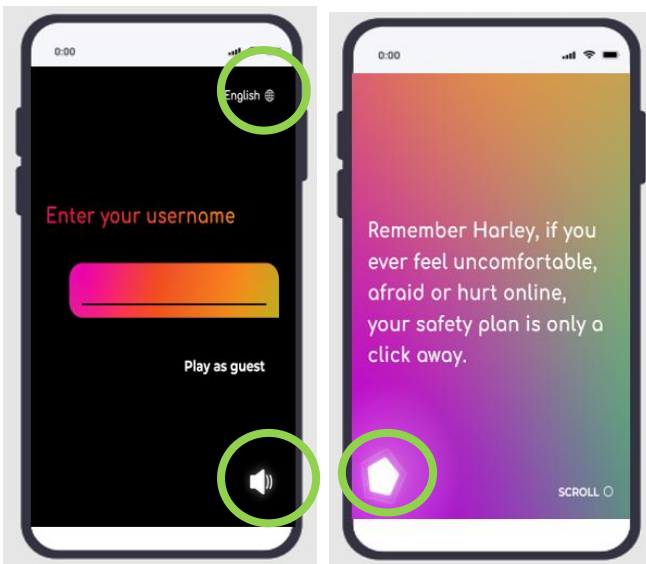 0:00
English
Enter your username
Play as guest
0:00
Remember Harley, if you
ever feel uncomfortable,
afraid or hurt online,
your safety plan is only a
click away.
SCROLL